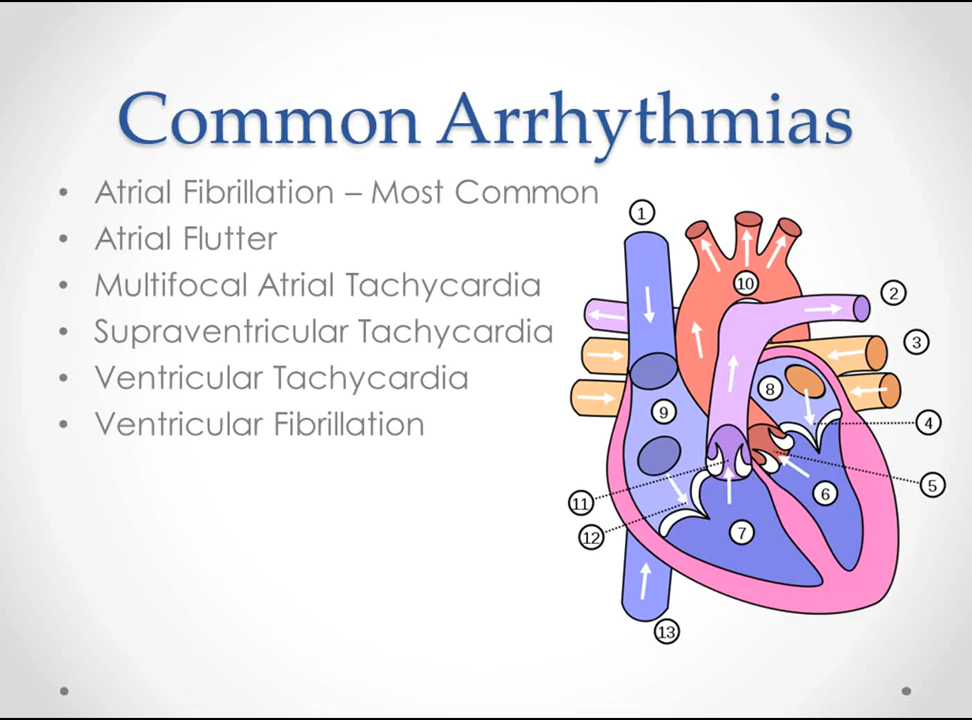 Common Arrhythmias
• Atrial Fibrillation – Most Common
• Atrial Flutter
• Multifocal Atrial Tachycardia
• Supraventricular Tachycardia
• Ventricular Tachycardia
• Ventricular Fibrillation
1
10
2
3
8
9
4
5
6
11
7
12
13